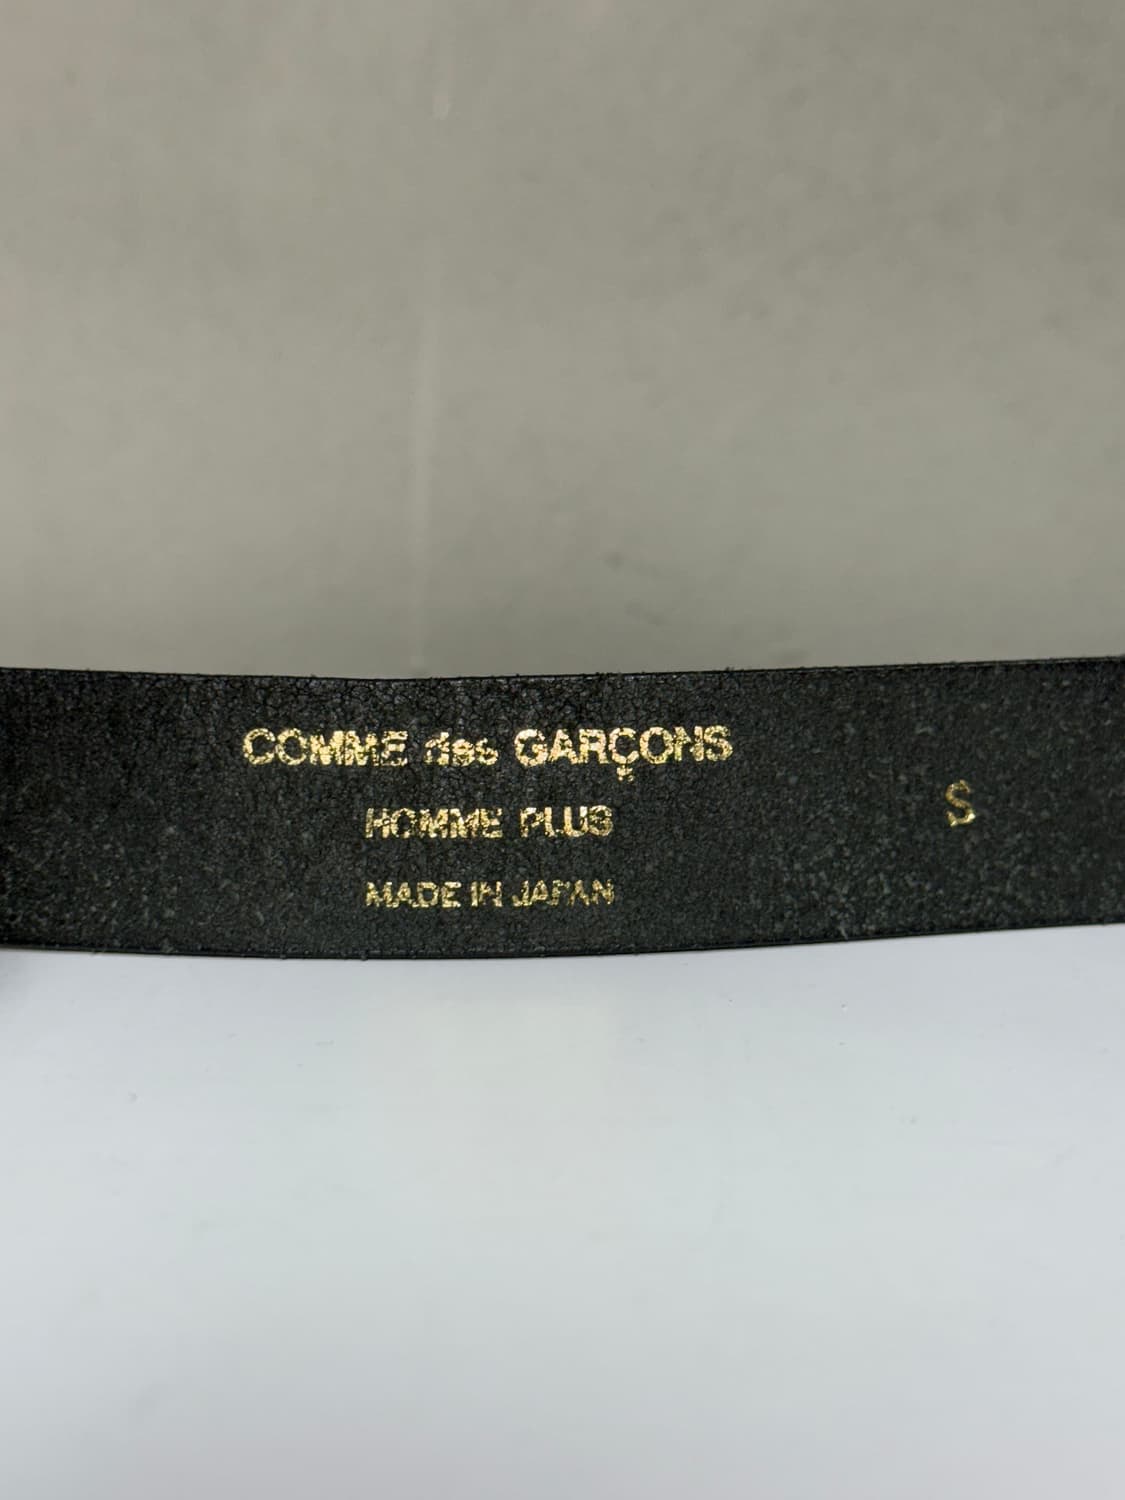 COMME des GARÇONS
HOMME PLUS
S
MADE IN JAPAN